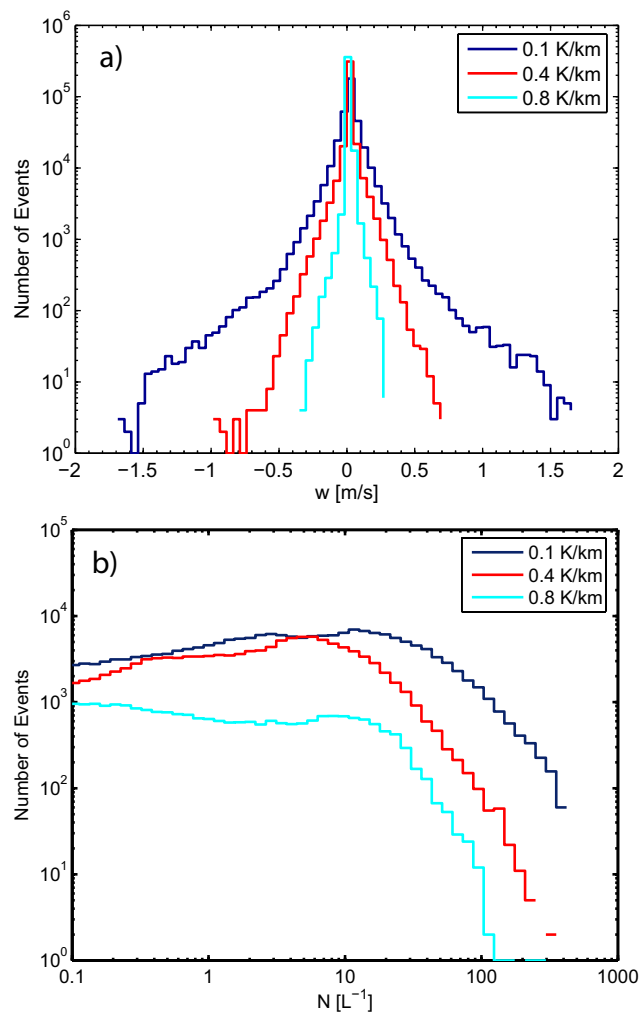 a)
0.1 K/km
0.4 K/km
0.8 K/km
10^6
10^5
10^4
10^3
10^2
10^1
10^0
Number of Events
−2 −1.5 −1 −0.5 0 0.5 1 1.5 2
w [m/s]
b)
0.1 K/km
0.4 K/km
0.8 K/km
10^5
10^4
10^3
10^2
10^1
10^0
Number of Events
0.1 1 10 100 1000
N [L^−1]